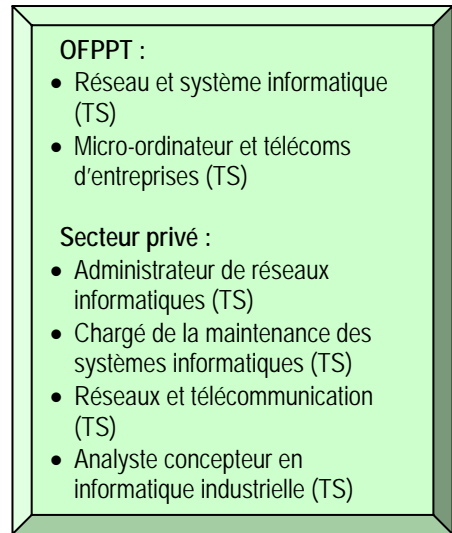 OFPPT :
• Réseau et système informatique
(TS)
• Micro-ordinateur et télécoms
d'entreprises (TS)
Secteur privé :
• Administrateur de réseaux
informatiques (TS)
• Chargé de la maintenance des
systèmes informatiques (TS)
• Réseaux et télécommunication
(TS)
• Analyste concepteur en
informatique industrielle (TS)